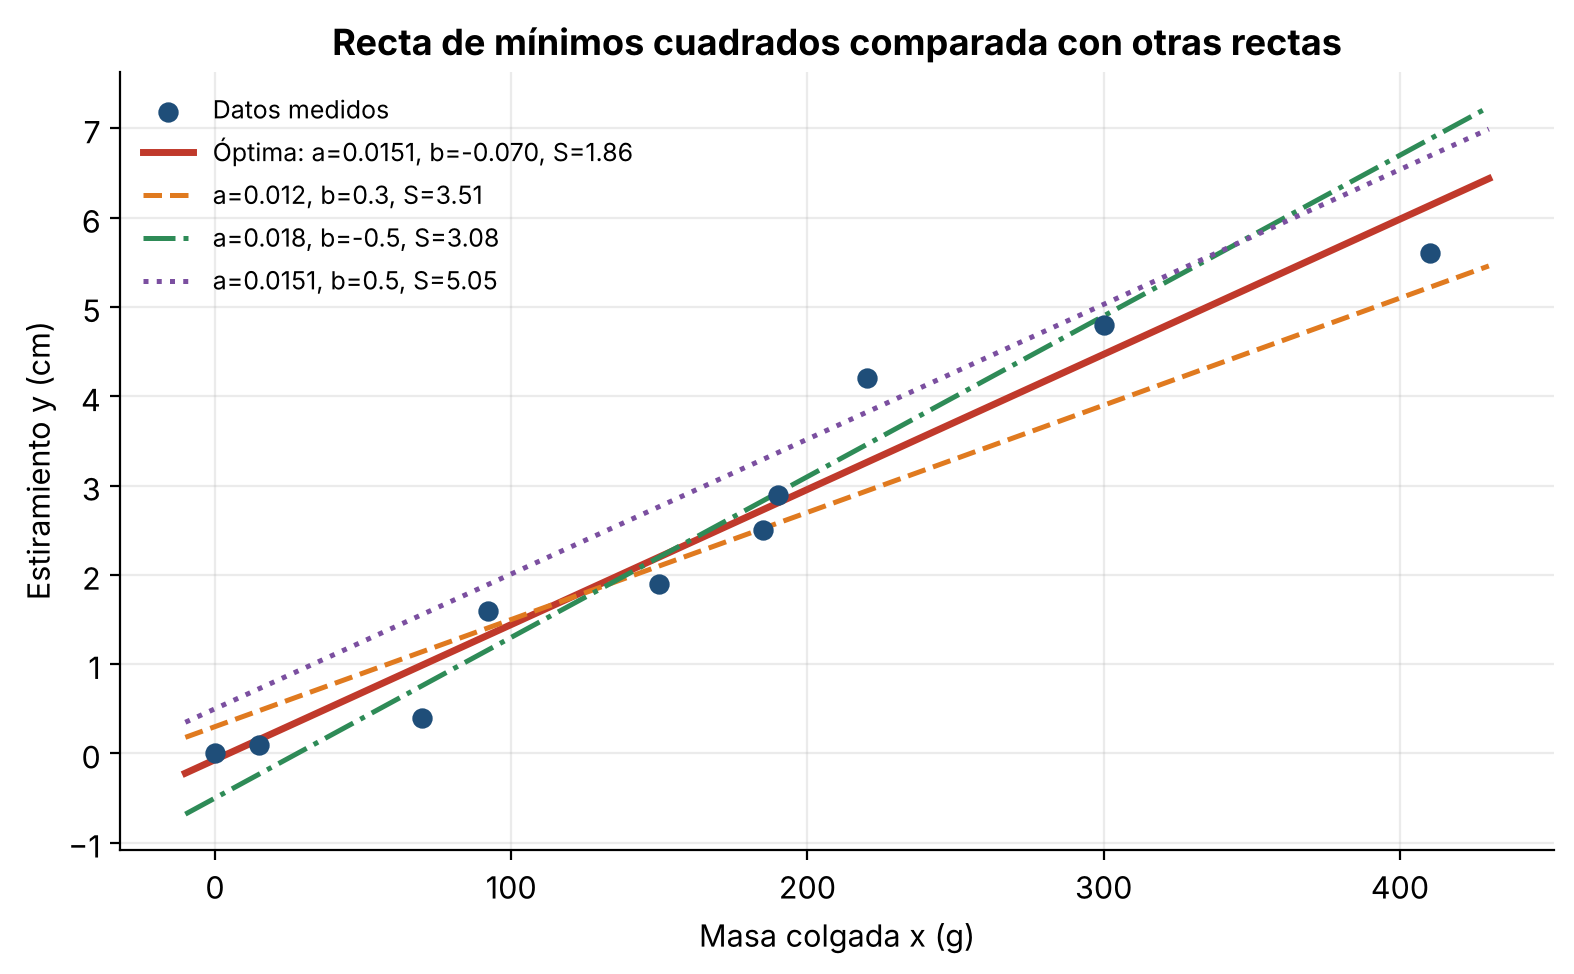 Recta de mínimos cuadrados comparada con otras rectas
Datos medidos
Óptima: a=0.0151, b=-0.070, S=1.86
a=0.012, b=0.3, S=3.51
a=0.018, b=-0.5, S=3.08
a=0.0151, b=0.5, S=5.05
7
6
5
4
3
2
1
0
−1
Estiramiento y (cm)
0 100 200 300 400
Masa colgada x (g)